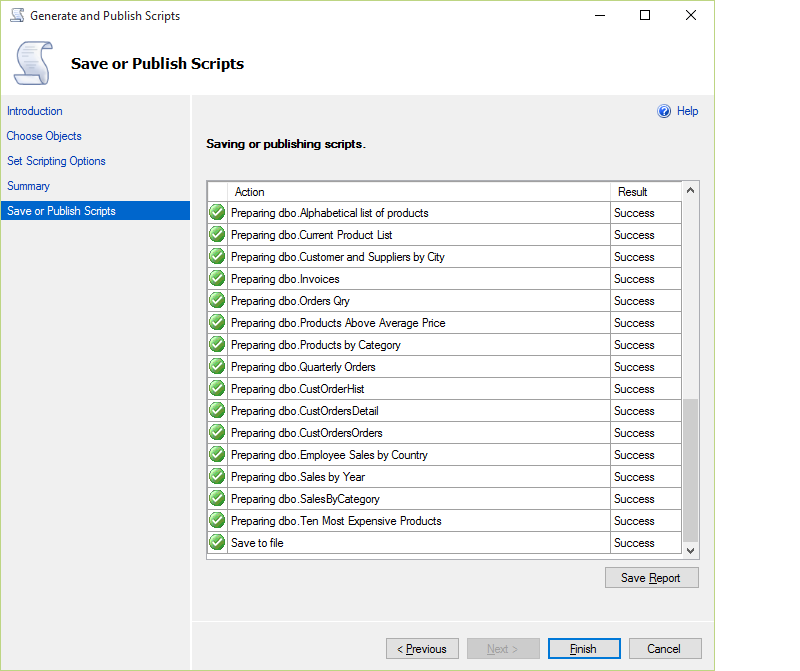 Generate and Publish Scripts
Save or Publish Scripts
Introduction
Choose Objects
Set Scripting Options
Summary
Save or Publish Scripts
Help
Saving or publishing scripts.
Action Result
Preparing dbo.Alphabetical list of products Success
Preparing dbo.Current Product List Success
Preparing dbo.Customer and Suppliers by City Success
Preparing dbo.Invoices Success
Preparing dbo.Orders Qry Success
Preparing dbo.Products Above Average Price Success
Preparing dbo.Products by Category Success
Preparing dbo.Quarterly Orders Success
Preparing dbo.CustOrderHist Success
Preparing dbo.CustOrdersDetail Success
Preparing dbo.CustOrdersOrders Success
Preparing dbo.Employee Sales by Country Success
Preparing dbo.Sales by Year Success
Preparing dbo.SalesByCategory Success
Preparing dbo.Ten Most Expensive Products Success
Save to file Success
Save Report
< Previous Next > Finish Cancel